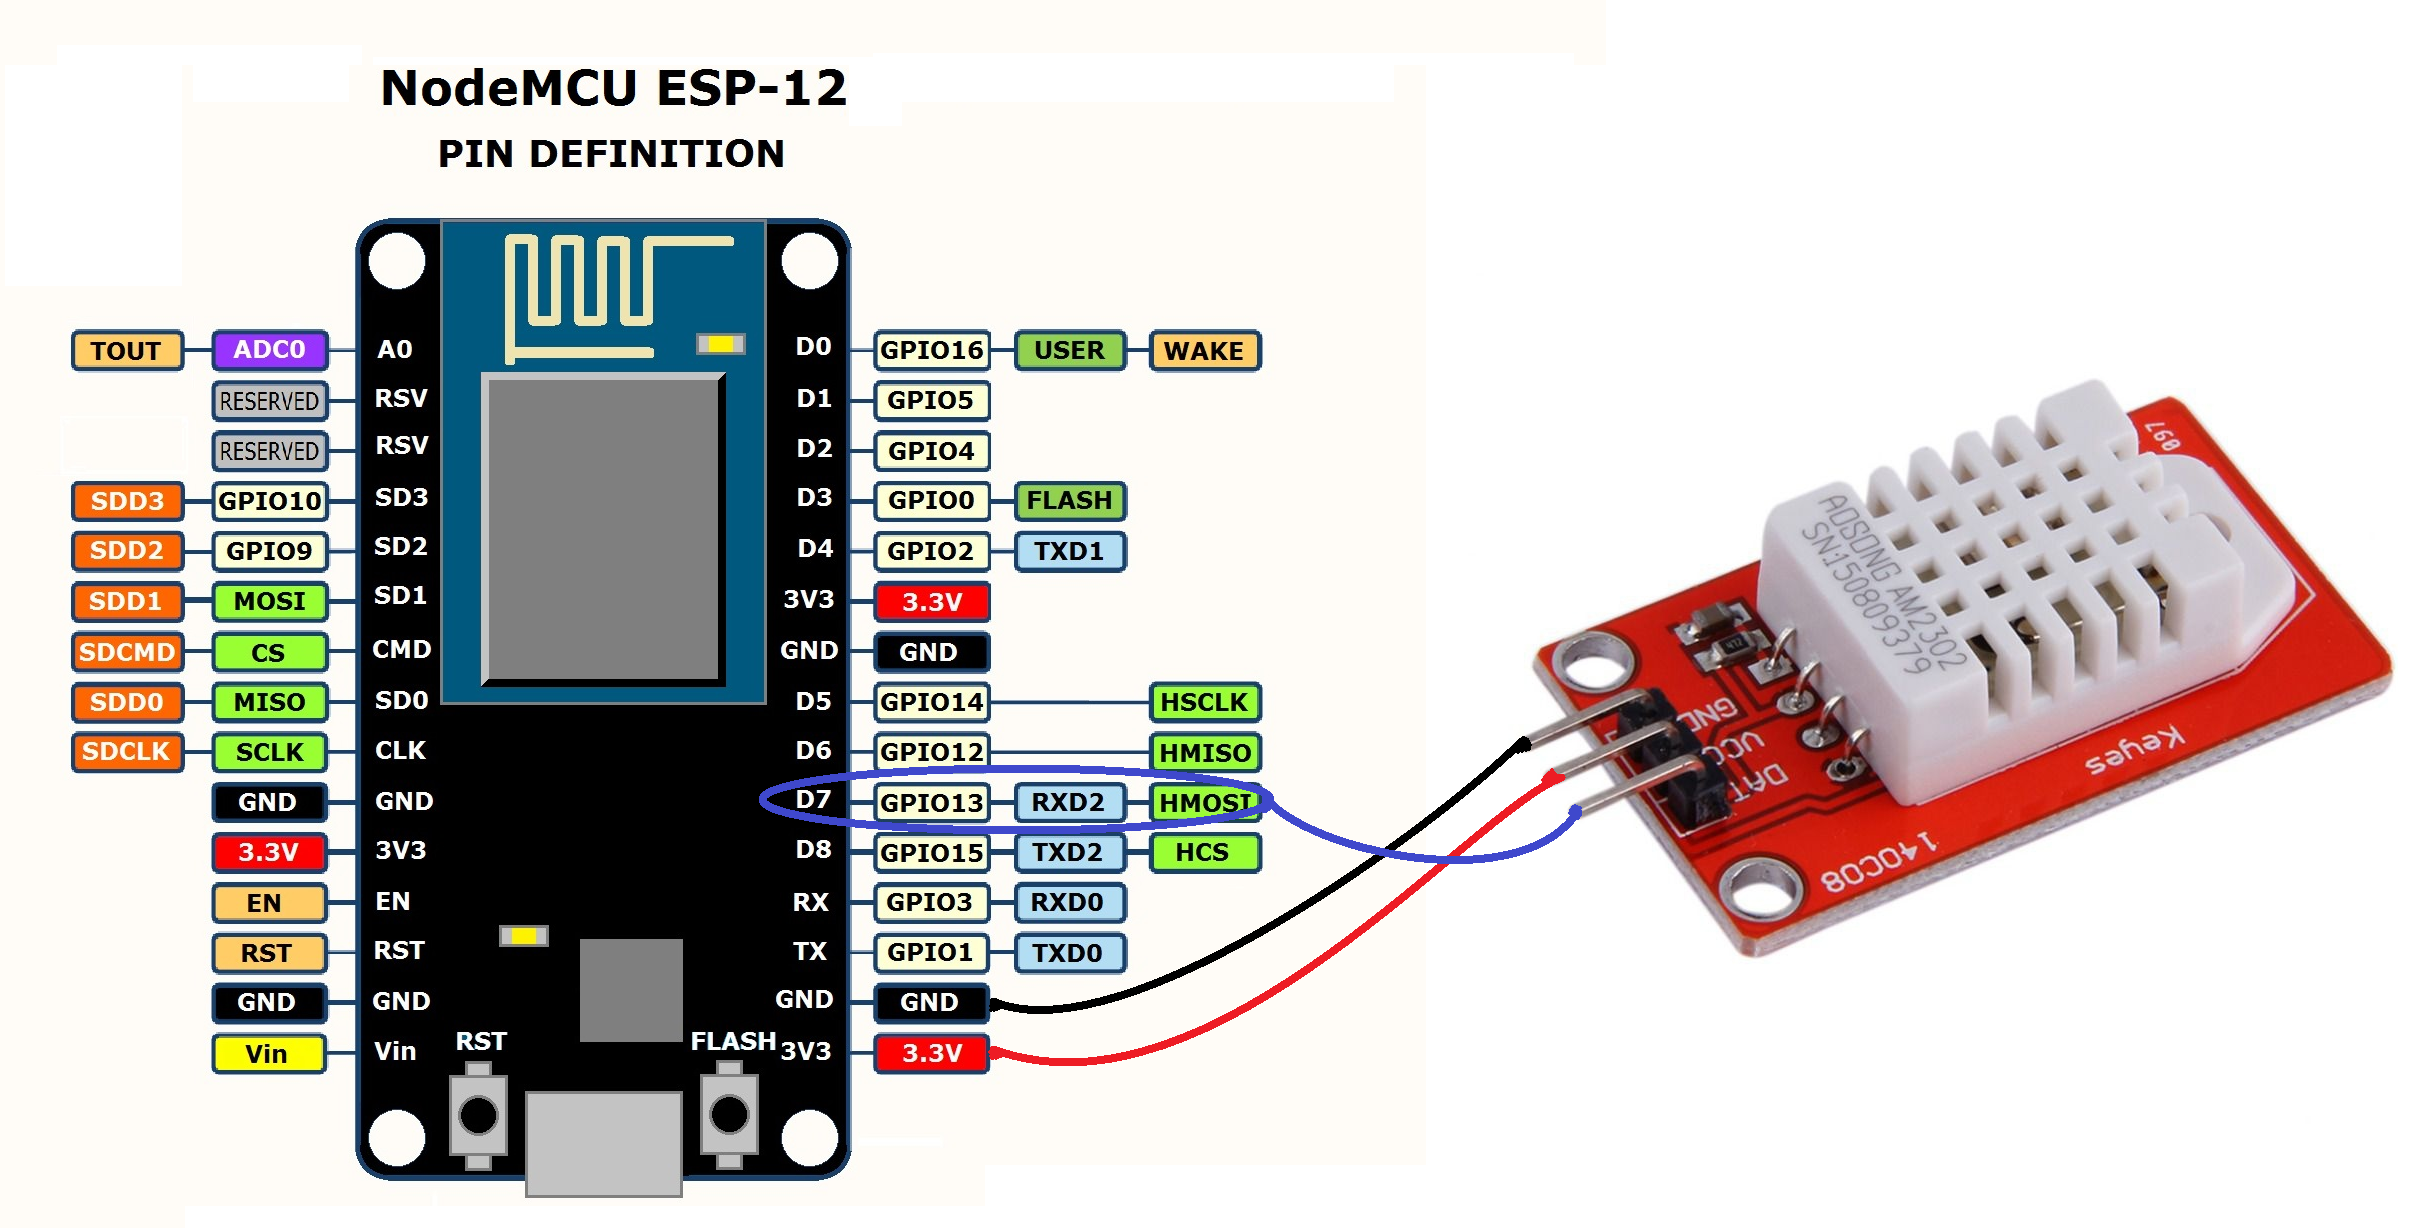 NodeMCU ESP-12
PIN DEFINITION
TOUT ADC0 A0 D0 GPIO16 USER WAKE
RESERVED RSV D1 GPIO5
RESERVED RSV D2 GPIO4
SDD3 GPIO10 SD3 D3 GPIO0 FLASH
SDD2 GPIO9 SD2 D4 GPIO2 TXD1
SDD1 MOSI SD1 3V3 3.3V
SDCMD CS CMD GND GND
SDD0 MISO SD0 D5 GPIO14 HSCLK
SDCLK SCLK CLK D6 GPIO12 HMISO
GND GND D7 GPIO13 RXD2 HMOSI
3.3V 3V3 D8 GPIO15 TXD2 HCS
EN EN RX GPIO3 RXD0
RST RST TX GPIO1 TXD0
GND GND GND GND
Vin Vin 3V3 3.3V
RST FLASH
AOSONG AM2302
SN:150809379
GND
VCC
DAT
Keyes
140C08